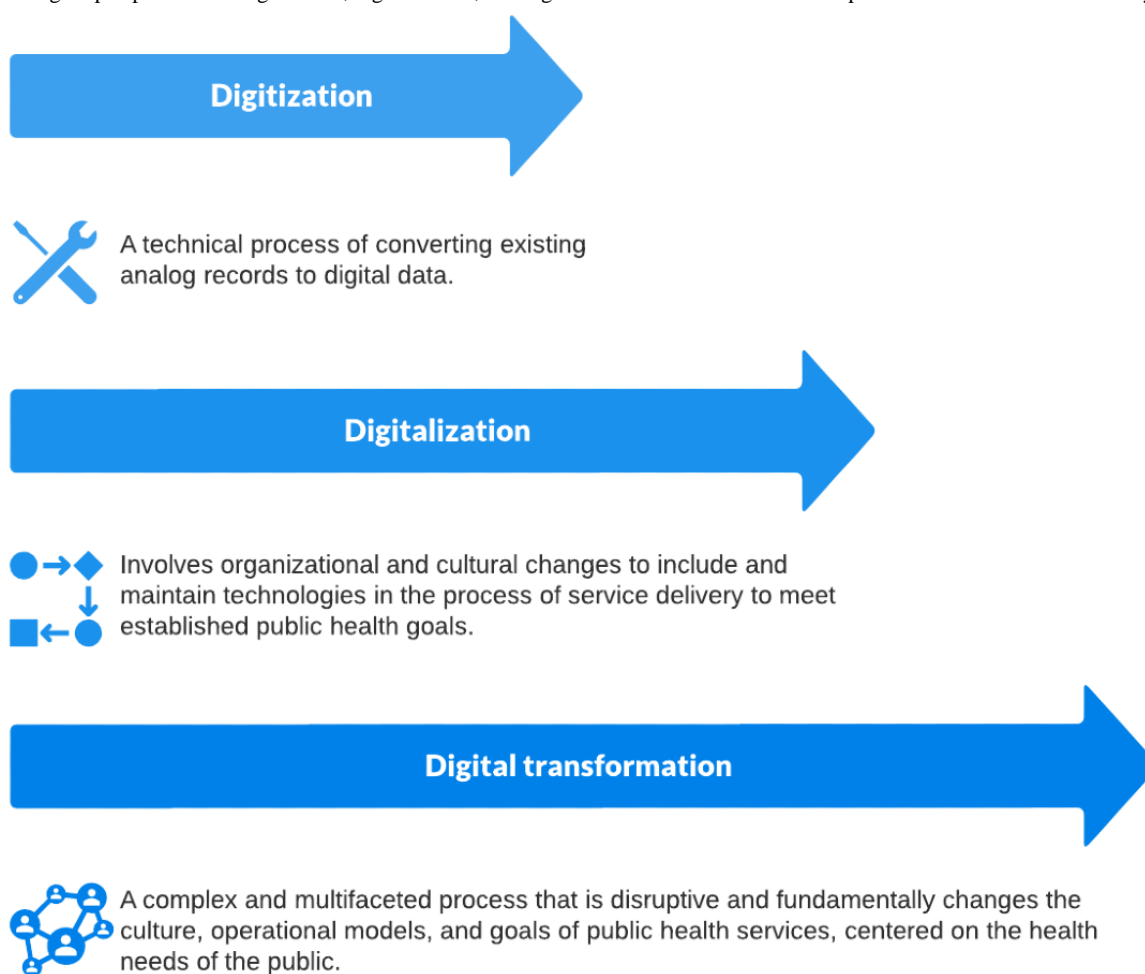 Digitization
A technical process of converting existing
analog records to digital data.
Digitalization
Involves organizational and cultural changes to include and
maintain technologies in the process of service delivery to meet
established public health goals.
Digital transformation
A complex and multifaceted process that is disruptive and fundamentally changes the
culture, operational models, and goals of public health services, centered on the health
needs of the public.